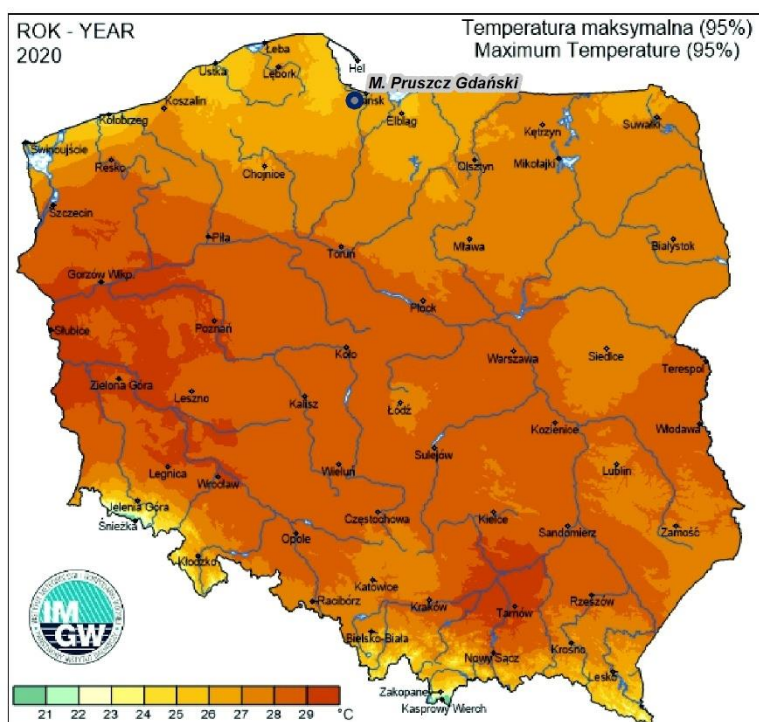 ROK - YEAR
2020
Temperatura maksymalna (95%)
Maximum Temperature (95%)
Łeba
Ustka
Lębork
Hel
M. Pruszcz Gdański
Koszalin
Kołobrzeg
Elbląg
Kętrzyn
Suwałki
Świnoujście
Resko
Chojnice
Olsztyn
Mikołajki
Szczecin
Piła
Toruń
Mława
Białystok
Gorzów Wlkp.
Płock
Słubice
Poznań
Koło
Warszawa
Siedlce
Terespol
Zielona Góra
Leszno
Kalisz
Łódź
Kozienice
Włodawa
Sulejów
Legnica
Wrocław
Wieluń
Lublin
Jelenia Góra
Śnieżka
Częstochowa
Kielce
Sandomierz
Zamość
Opole
Kłodzko
Katowice
Racibórz
Kraków
Tarnów
Rzeszów
Bielsko-Biała
Nowy Sącz
Krosno
Lesko
Zakopane
Kasprowy Wierch
IM
GW
21 22 23 24 25 26 27 28 29 °C